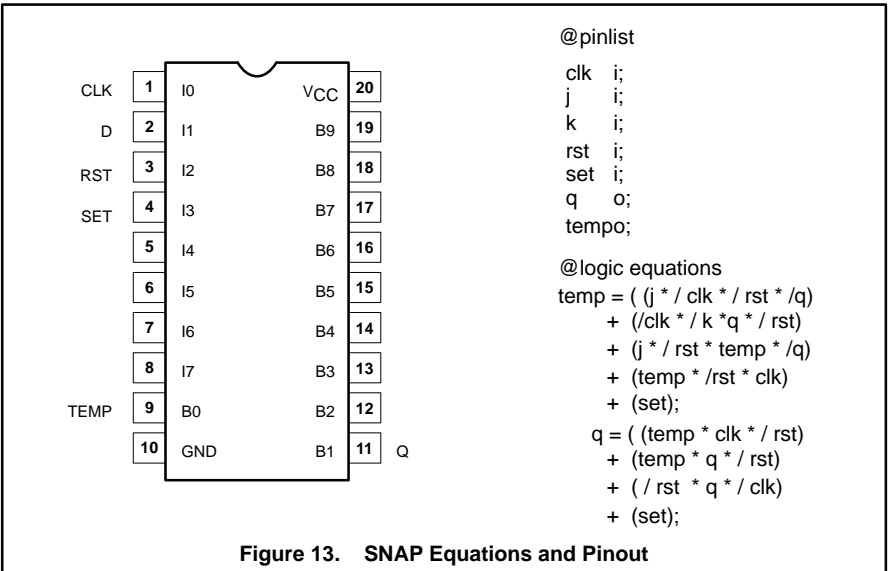 CLK 1 I0 VCC 20
D 2 I1 B9 19
RST 3 I2 B8 18
SET 4 I3 B7 17
5 I4 B6 16
6 I5 B5 15
7 I6 B4 14
8 I7 B3 13
TEMP 9 B0 B2 12
10 GND B1 11 Q
@pinlist
clk i;
j i;
k i;
rst i;
set i;
q o;
tempo;
@logic equations
temp = ( (j * / clk * / rst * /q)
+ (/clk * / k *q * / rst)
+ (j * / rst * temp * /q)
+ (temp * /rst * clk)
+ (set);
q = ( (temp * clk * / rst)
+ (temp * q * / rst)
+ ( / rst * q * / clk)
+ (set);
Figure 13. SNAP Equations and Pinout